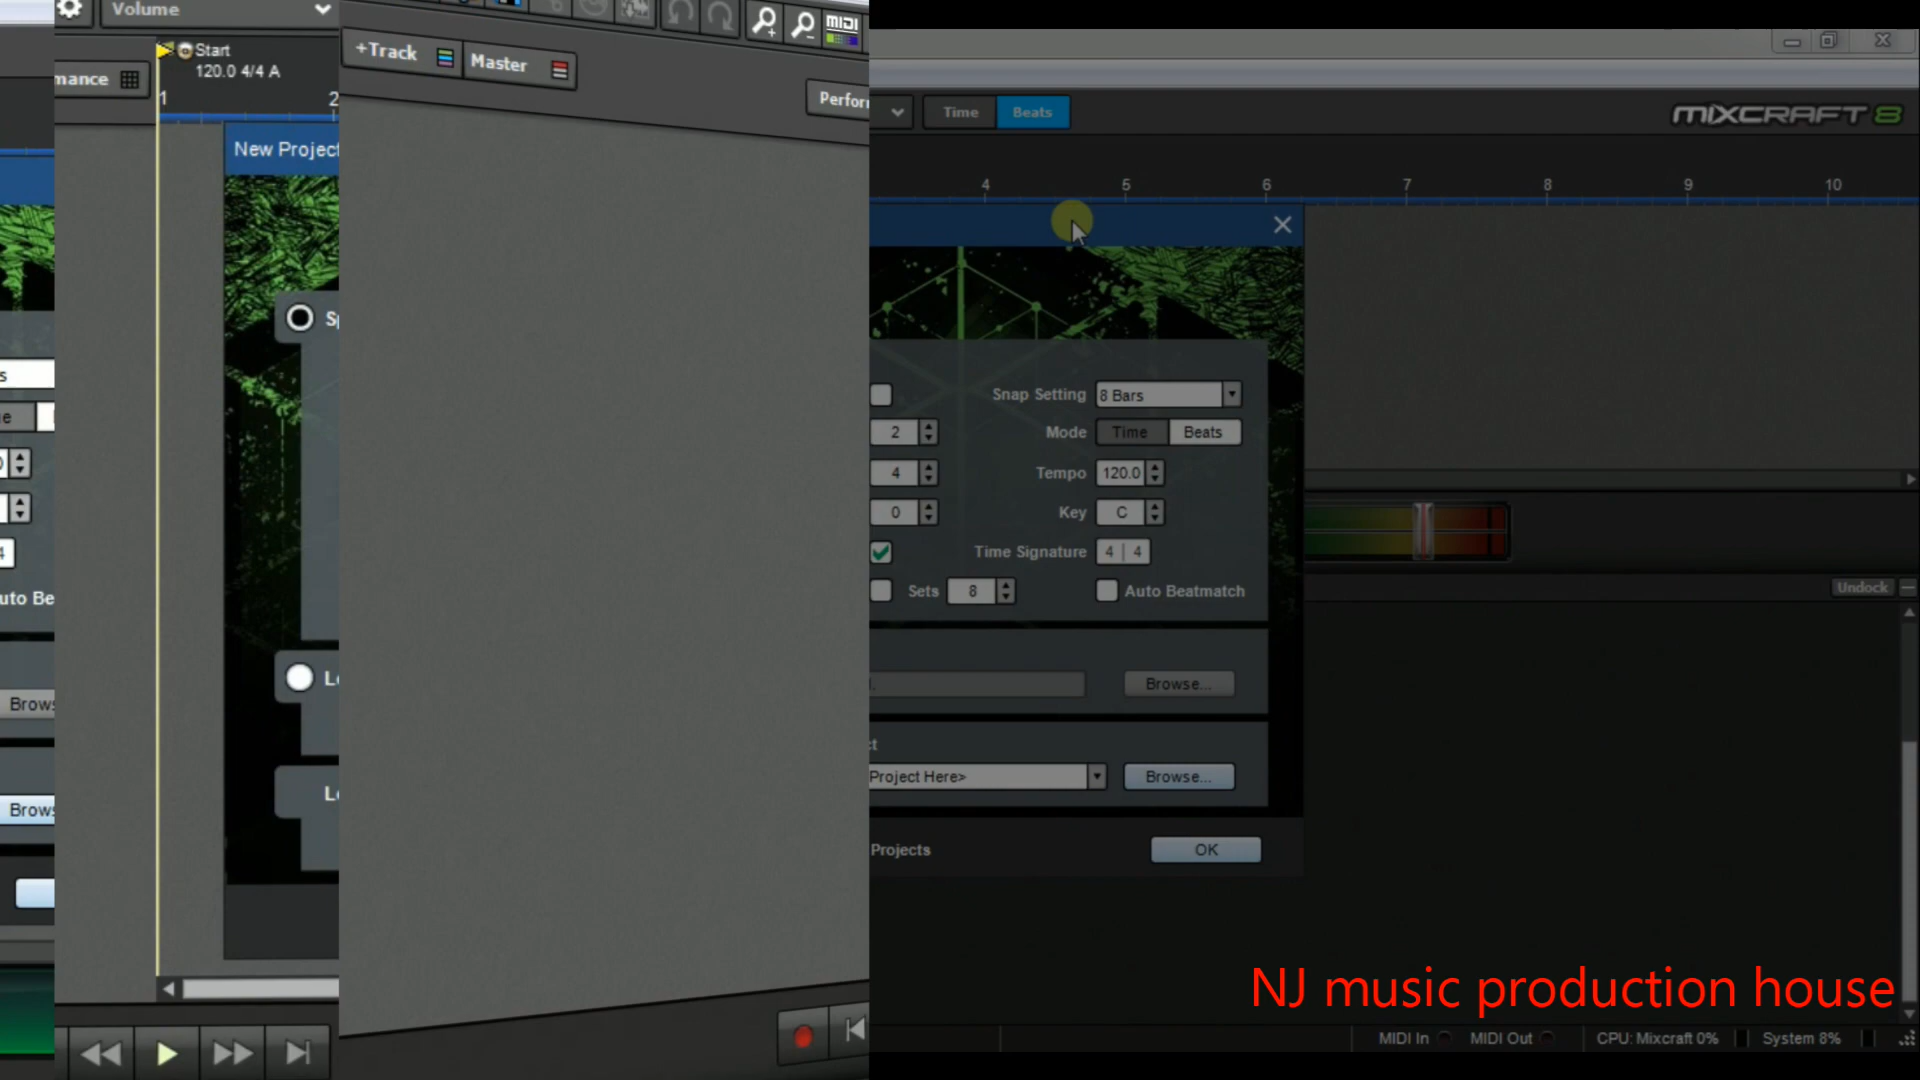 Volume
Start
120.0 4/4 A
mance
1
2
New Project
+Track
Master
Perfor
Brows
Brows
Time
Beats
MIXCRAFT 8
4
5
6
7
8
9
10
Snap Setting
8 Bars
2
Mode
Time
Beats
4
Tempo
120.0
0
Key
C
Time Signature
4 | 4
Sets
8
Auto Beatmatch
Browse...
Project Here>
Browse...
Projects
OK
Undock
MIDI
NJ music production house
MIDI In
MIDI Out
CPU: Mixcraft 0%
System 8%